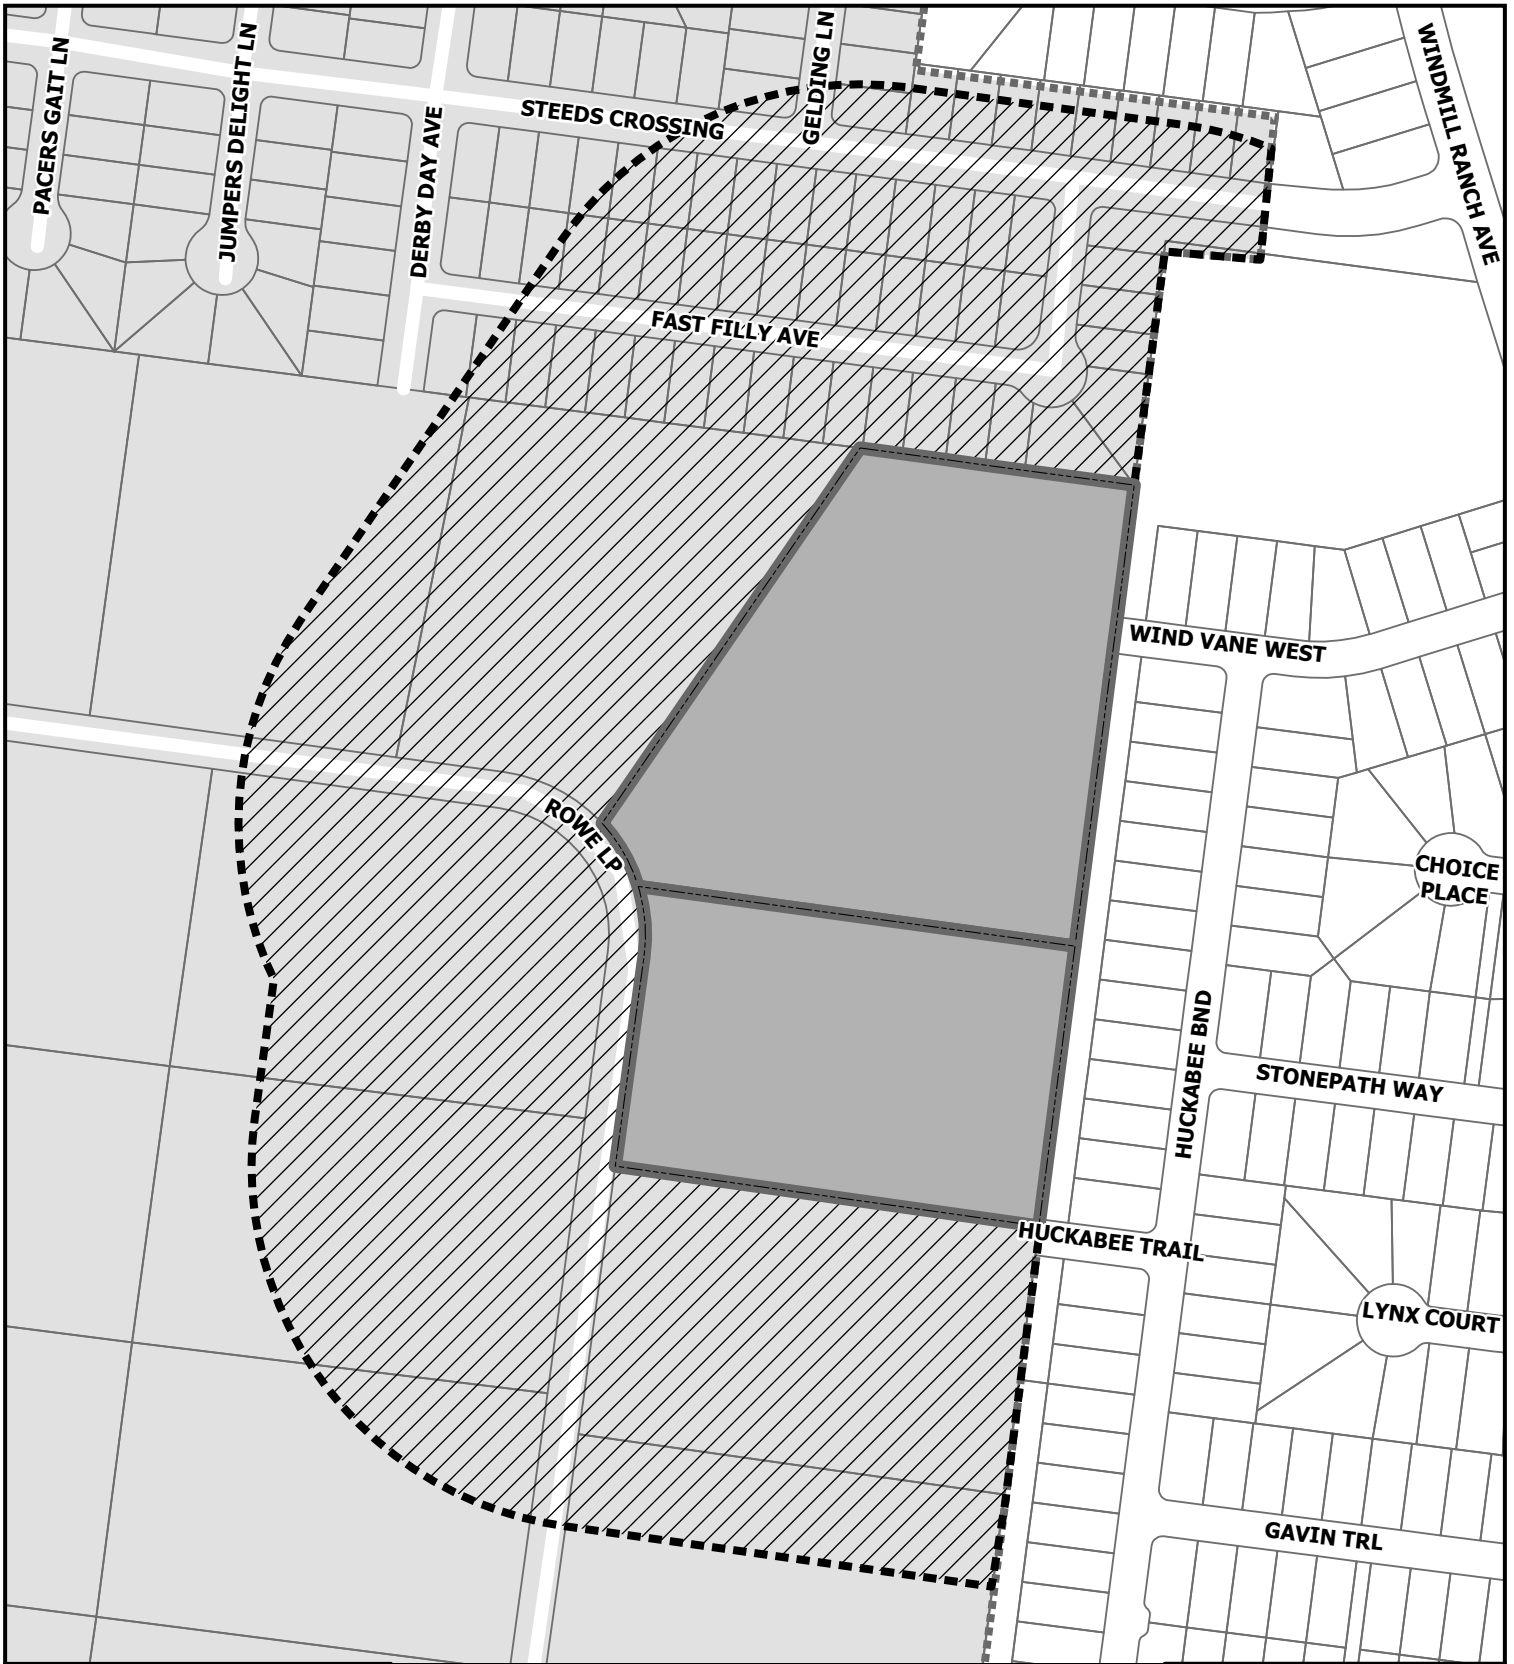 PACERS GAIT LN
JUMPERS DELIGHT LN
DERBY DAY AVE
STEEDS CROSSING
GELDING LN
WINDMILL RANCH AVE
FAST FILLY AVE
WIND VANE WEST
ROWE LP
CHOICE
PLACE
HUCKABEE BND
STONEPATH WAY
HUCKABEE TRAIL
LYNX COURT
GAVIN TRL